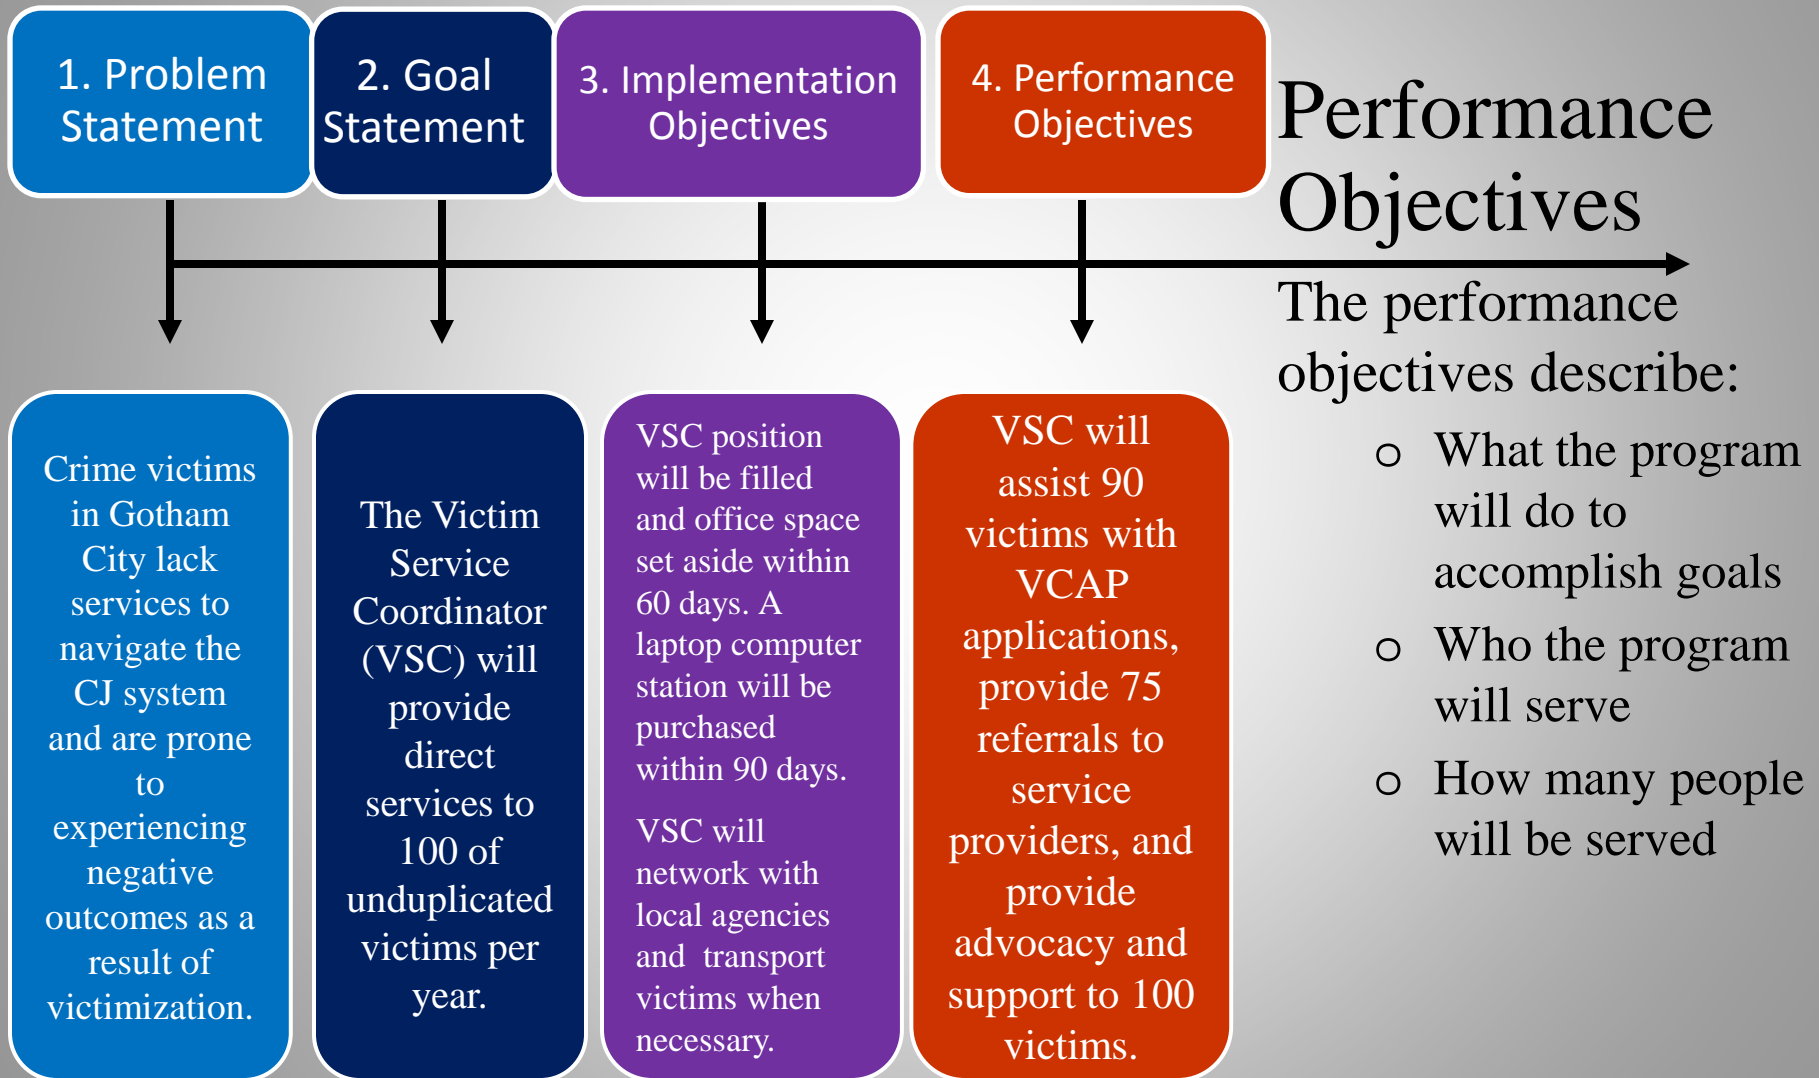 1. Problem
Statement
2. Goal
Statement
3. Implementation
Objectives
4. Performance
Objectives
Performance
Objectives
The performance
objectives describe:
o What the program
will do to
accomplish goals
o Who the program
will serve
o How many people
will be served
Crime victims
in Gotham
City lack
services to
navigate the
CJ system
and are prone
to
experiencing
negative
outcomes as a
result of
victimization.
The Victim
Service
Coordinator
(VSC) will
provide
direct
services to
100 of
unduplicated
victims per
year.
VSC position
will be filled
and office space
set aside within
60 days. A
laptop computer
station will be
purchased
within 90 days.
VSC will
network with
local agencies
and transport
victims when
necessary.
VSC will
assist 90
victims with
VCAP
applications,
provide 75
referrals to
service
providers, and
provide
advocacy and
support to 100
victims.